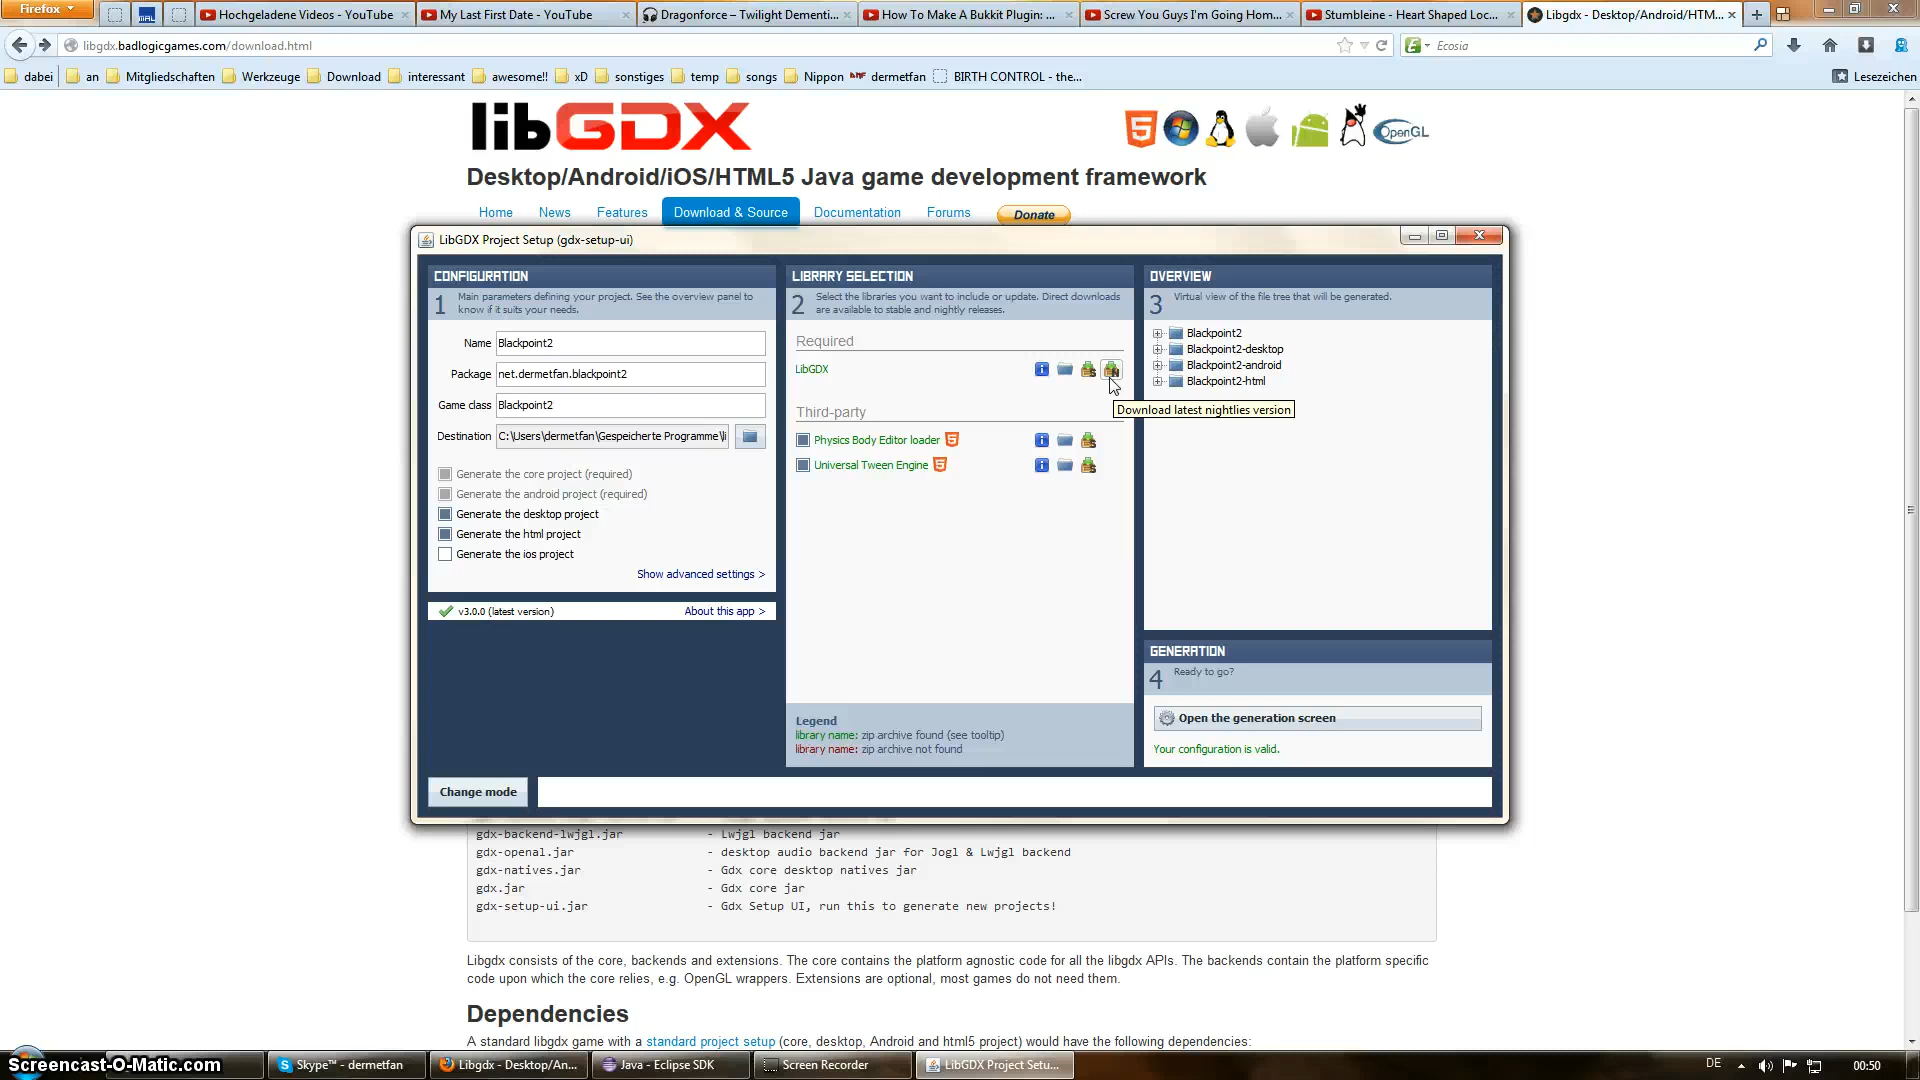 Firefox
MAL
Hochgeladene Videos - YouTube
My Last First Date - YouTube
Dragonforce – Twilight Dementi...
How To Make A Bukkit Plugin: ...
Screw You Guys I'm Going Hom...
Stumbleine - Heart Shaped Loc...
Libgdx - Desktop/Android/HTM...
libgdx.badlogicgames.com/download.html
Ecosia
dabei
an
Mitgliedschaften
Werkzeuge
Download
interessant
awesome!!
xD
sonstiges
temp
songs
Nippon
dermetfan
BIRTH CONTROL - the...
Lesezeichen
libGDX
OpenGL
Desktop/Android/iOS/HTML5 Java game development framework
Home
News
Features
Download & Source
Documentation
Forums
Donate
LibGDX Project Setup (gdx-setup-ui)
CONFIGURATION
1
Main parameters defining your project. See the overview panel to
know if it suits your needs.
Name
Blackpoint2
Package
net.dermetfan.blackpoint2
Game class
Blackpoint2
Destination
C:\Users\dermetfan\Gespeicherte Programme\li
Generate the core project (required)
Generate the android project (required)
Generate the desktop project
Generate the html project
Generate the ios project
Show advanced settings >
v3.0.0 (latest version)
About this app >
LIBRARY SELECTION
2
Select the libraries you want to include or update. Direct downloads
are available to stable and nightly releases.
Required
LibGDX
Download latest nightlies version
Third-party
Physics Body Editor loader
Universal Tween Engine
Legend
library name: zip archive found (see tooltip)
library name: zip archive not found
OVERVIEW
3
Virtual view of the file tree that will be generated.
Blackpoint2
Blackpoint2-desktop
Blackpoint2-android
Blackpoint2-html
GENERATION
4
Ready to go?
Open the generation screen
Your configuration is valid.
Change mode
gdx-backend-lwjgl.jar - Lwjgl backend jar
gdx-openal.jar - desktop audio backend jar for Jogl & Lwjgl backend
gdx-natives.jar - Gdx core desktop natives jar
gdx.jar - Gdx core jar
gdx-setup-ui.jar - Gdx Setup UI, run this to generate new projects!
Libgdx consists of the core, backends and extensions. The core contains the platform agnostic code for all the libgdx APIs. The backends contain the platform specific
code upon which the core relies, e.g. OpenGL wrappers. Extensions are optional, most games do not need them.
Dependencies
A standard libgdx game with a standard project setup (core, desktop, Android and html5 project) would have the following dependencies:
Screencast-O-Matic.com
Skype™ - dermetfan
Libgdx - Desktop/An...
Java - Eclipse SDK
Screen Recorder
LibGDX Project Setu...
DE
00:50